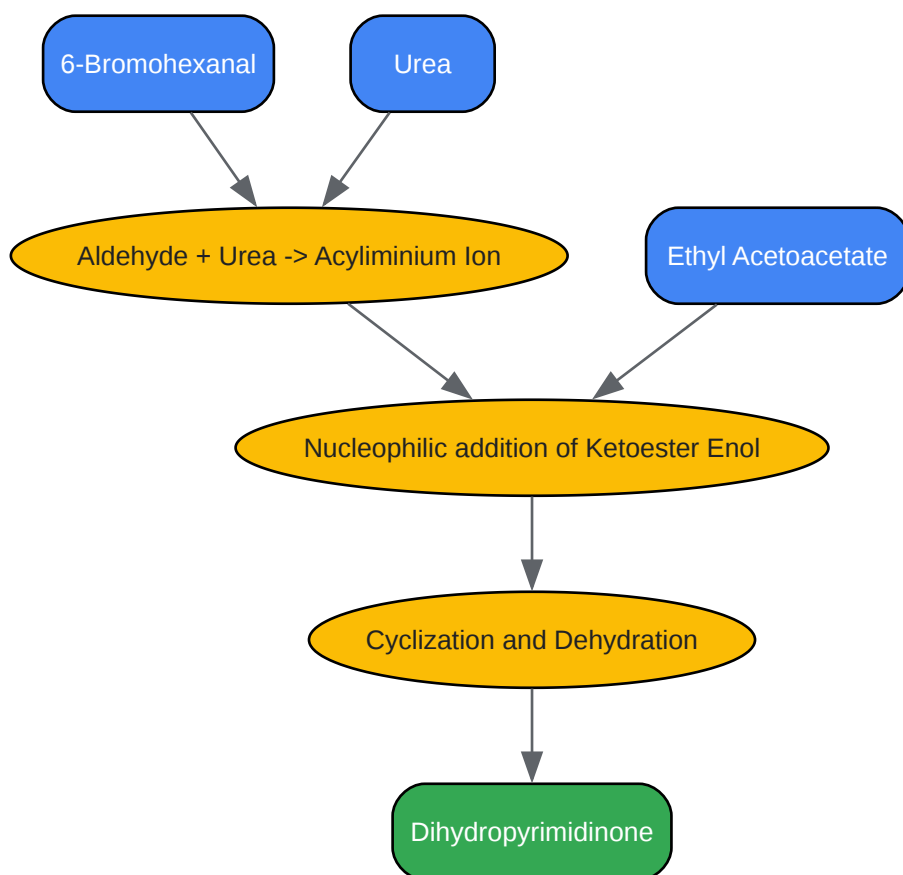 6-Bromohexanal
Urea
Aldehyde + Urea -> Acyliminium Ion
Ethyl Acetoacetate
Nucleophilic addition of Ketoester Enol
Cyclization and Dehydration
Dihydropyrimidinone